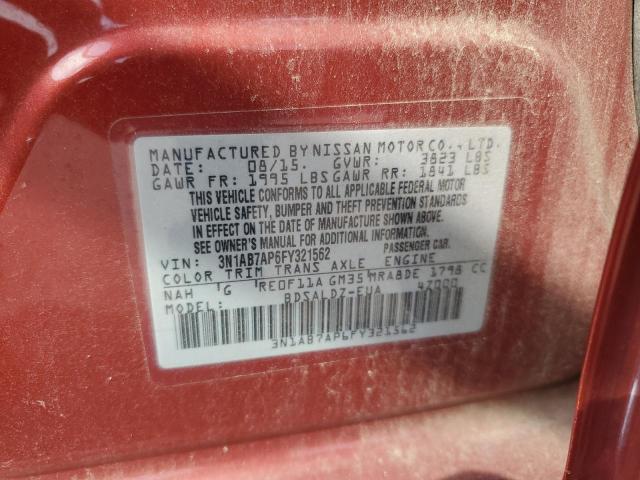 MANUFACTURED BY NISSAN MOTOR CO., LTD.
DATE: 08/15. GVWR: 3823 LBS
GAWR FR: 1995 LBS GAWR RR: 1841 LBS
THIS VEHICLE CONFORMS TO ALL APPLICABLE FEDERAL MOTOR
VEHICLE SAFETY, BUMPER AND THEFT PREVENTION STANDARDS
IN EFFECT ON THE DATE OF MANUFACTURE SHOWN ABOVE.
SEE OWNER'S MANUAL FOR ADDITIONAL INFORMATION.
VIN: 3N1AB7AP6FY321562 PASSENGER CAR.
COLOR TRIM TRANS AXLE ENGINE
NAH G RE0F11A GM35 MRA8DE 1798 CC
BDSALDZ-EUA 47000
3N1AB7AP6FY321562